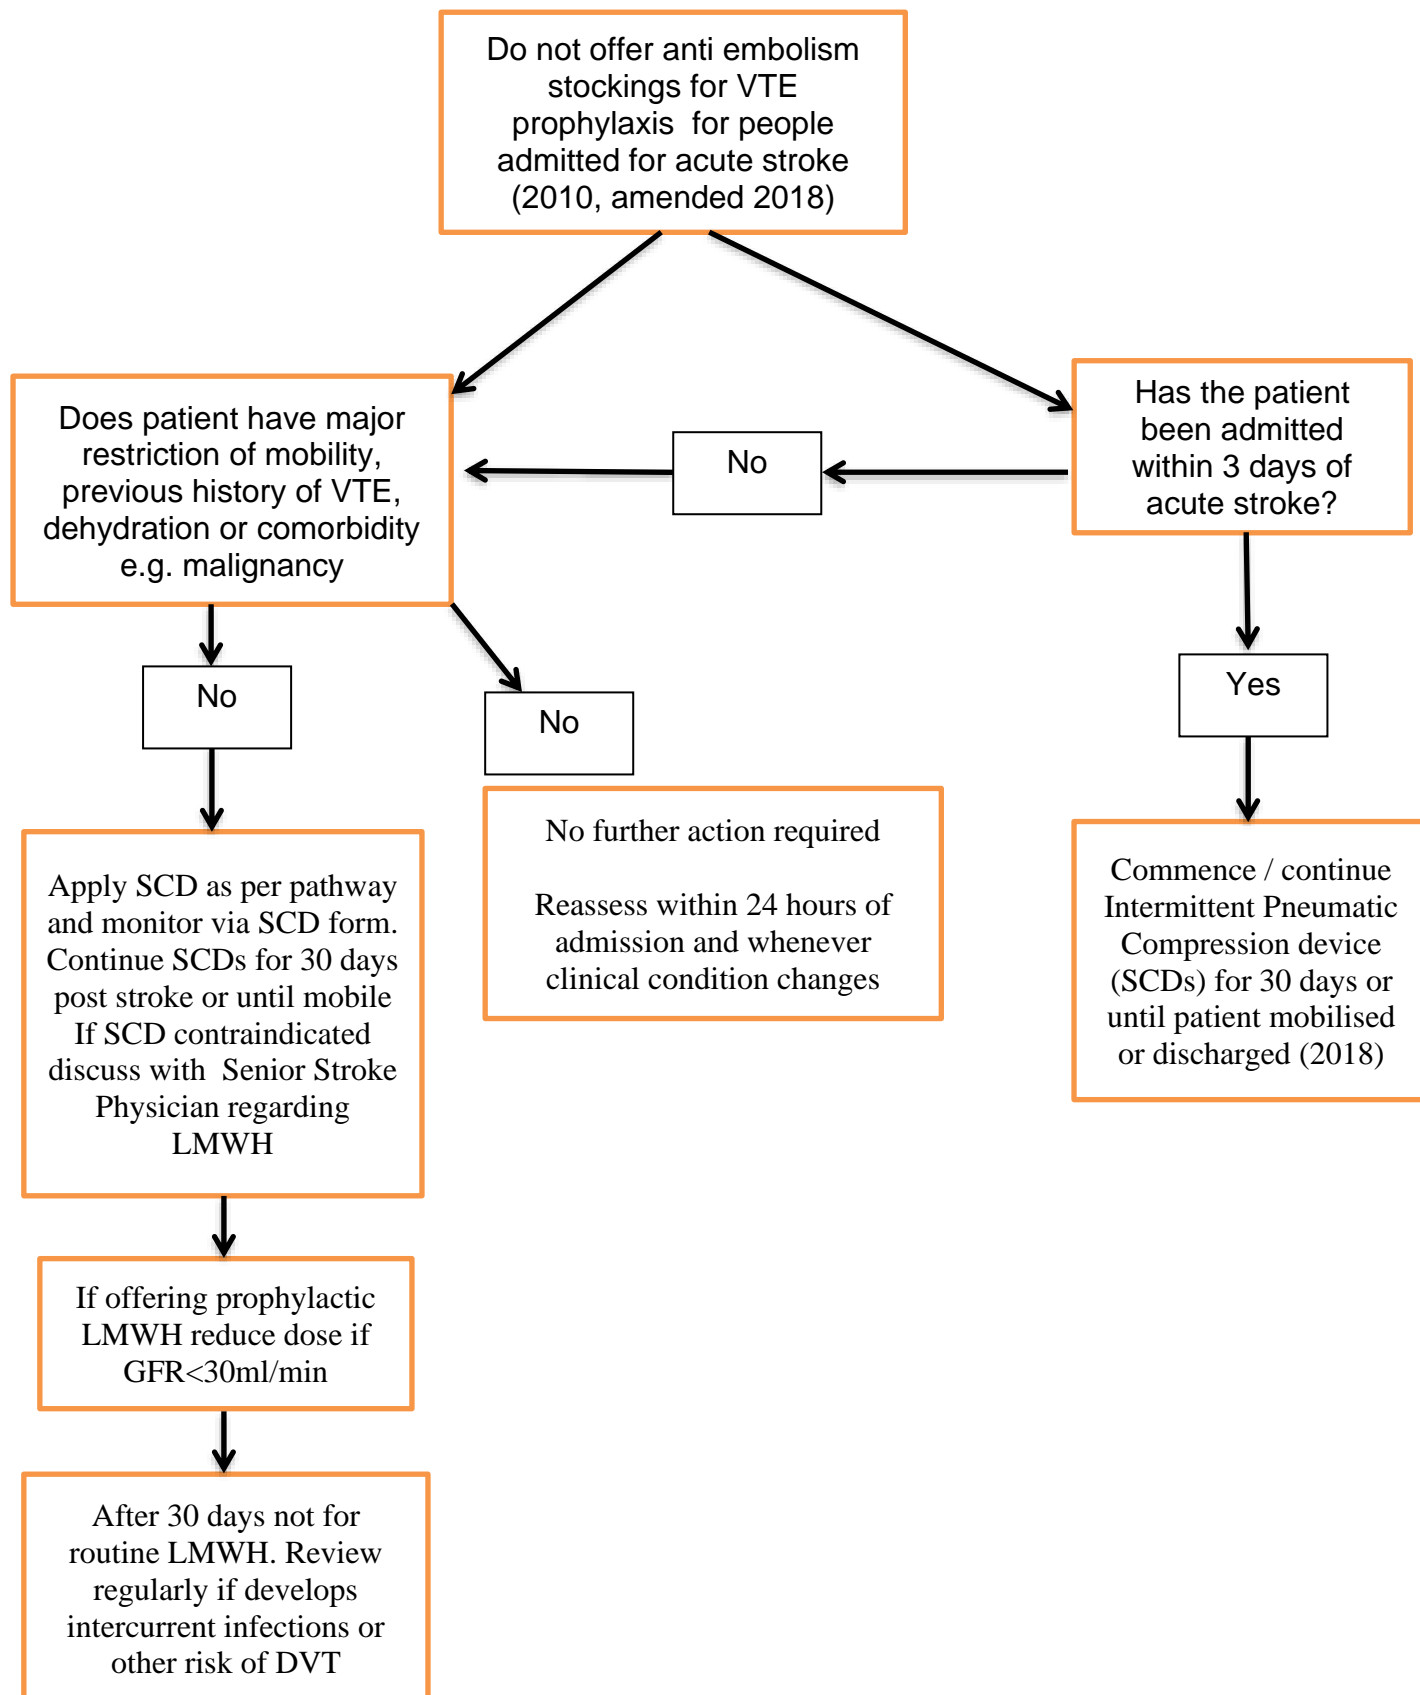 Do not offer anti embolism
stockings for VTE
prophylaxis for people
admitted for acute stroke
(2010, amended 2018)
Does patient have major
restriction of mobility,
previous history of VTE,
dehydration or comorbidity
e.g. malignancy
No
Has the patient
been admitted
within 3 days of
acute stroke?
No
No
Yes
Apply SCD as per pathway
and monitor via SCD form.
Continue SCDs for 30 days
post stroke or until mobile
If SCD contraindicated
discuss with Senior Stroke
Physician regarding
LMWH
No further action required
Reassess within 24 hours of
admission and whenever
clinical condition changes
Commence / continue
Intermittent Pneumatic
Compression device
(SCDs) for 30 days or
until patient mobilised
or discharged (2018)
If offering prophylactic
LMWH reduce dose if
GFR<30ml/min
After 30 days not for
routine LMWH. Review
regularly if develops
intercurrent infections or
other risk of DVT